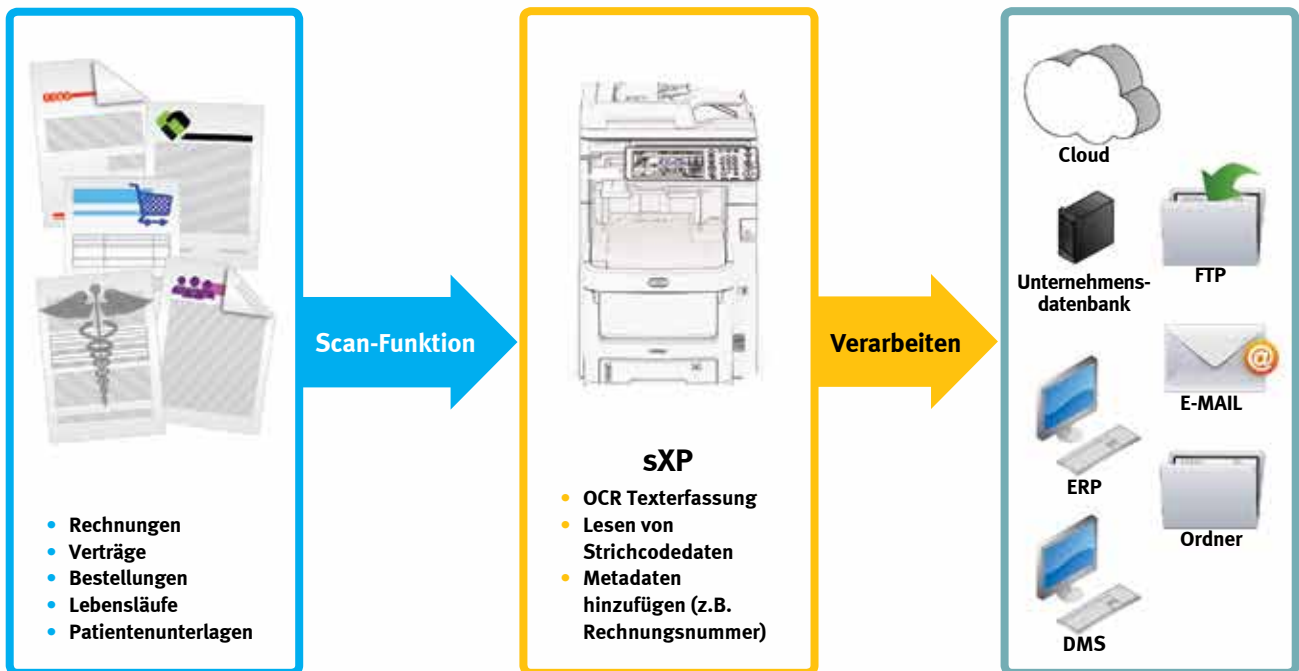 • Rechnungen
• Verträge
• Bestellungen
• Lebensläufe
• Patientenunterlagen
Scan-Funktion
sXP
• OCR Texterfassung
• Lesen von
Strichcodedaten
• Metadaten
hinzufügen (z.B.
Rechnungsnummer)
Verarbeiten
Cloud
Unternehmens-
datenbank
FTP
@
E-MAIL
ERP
Ordner
DMS